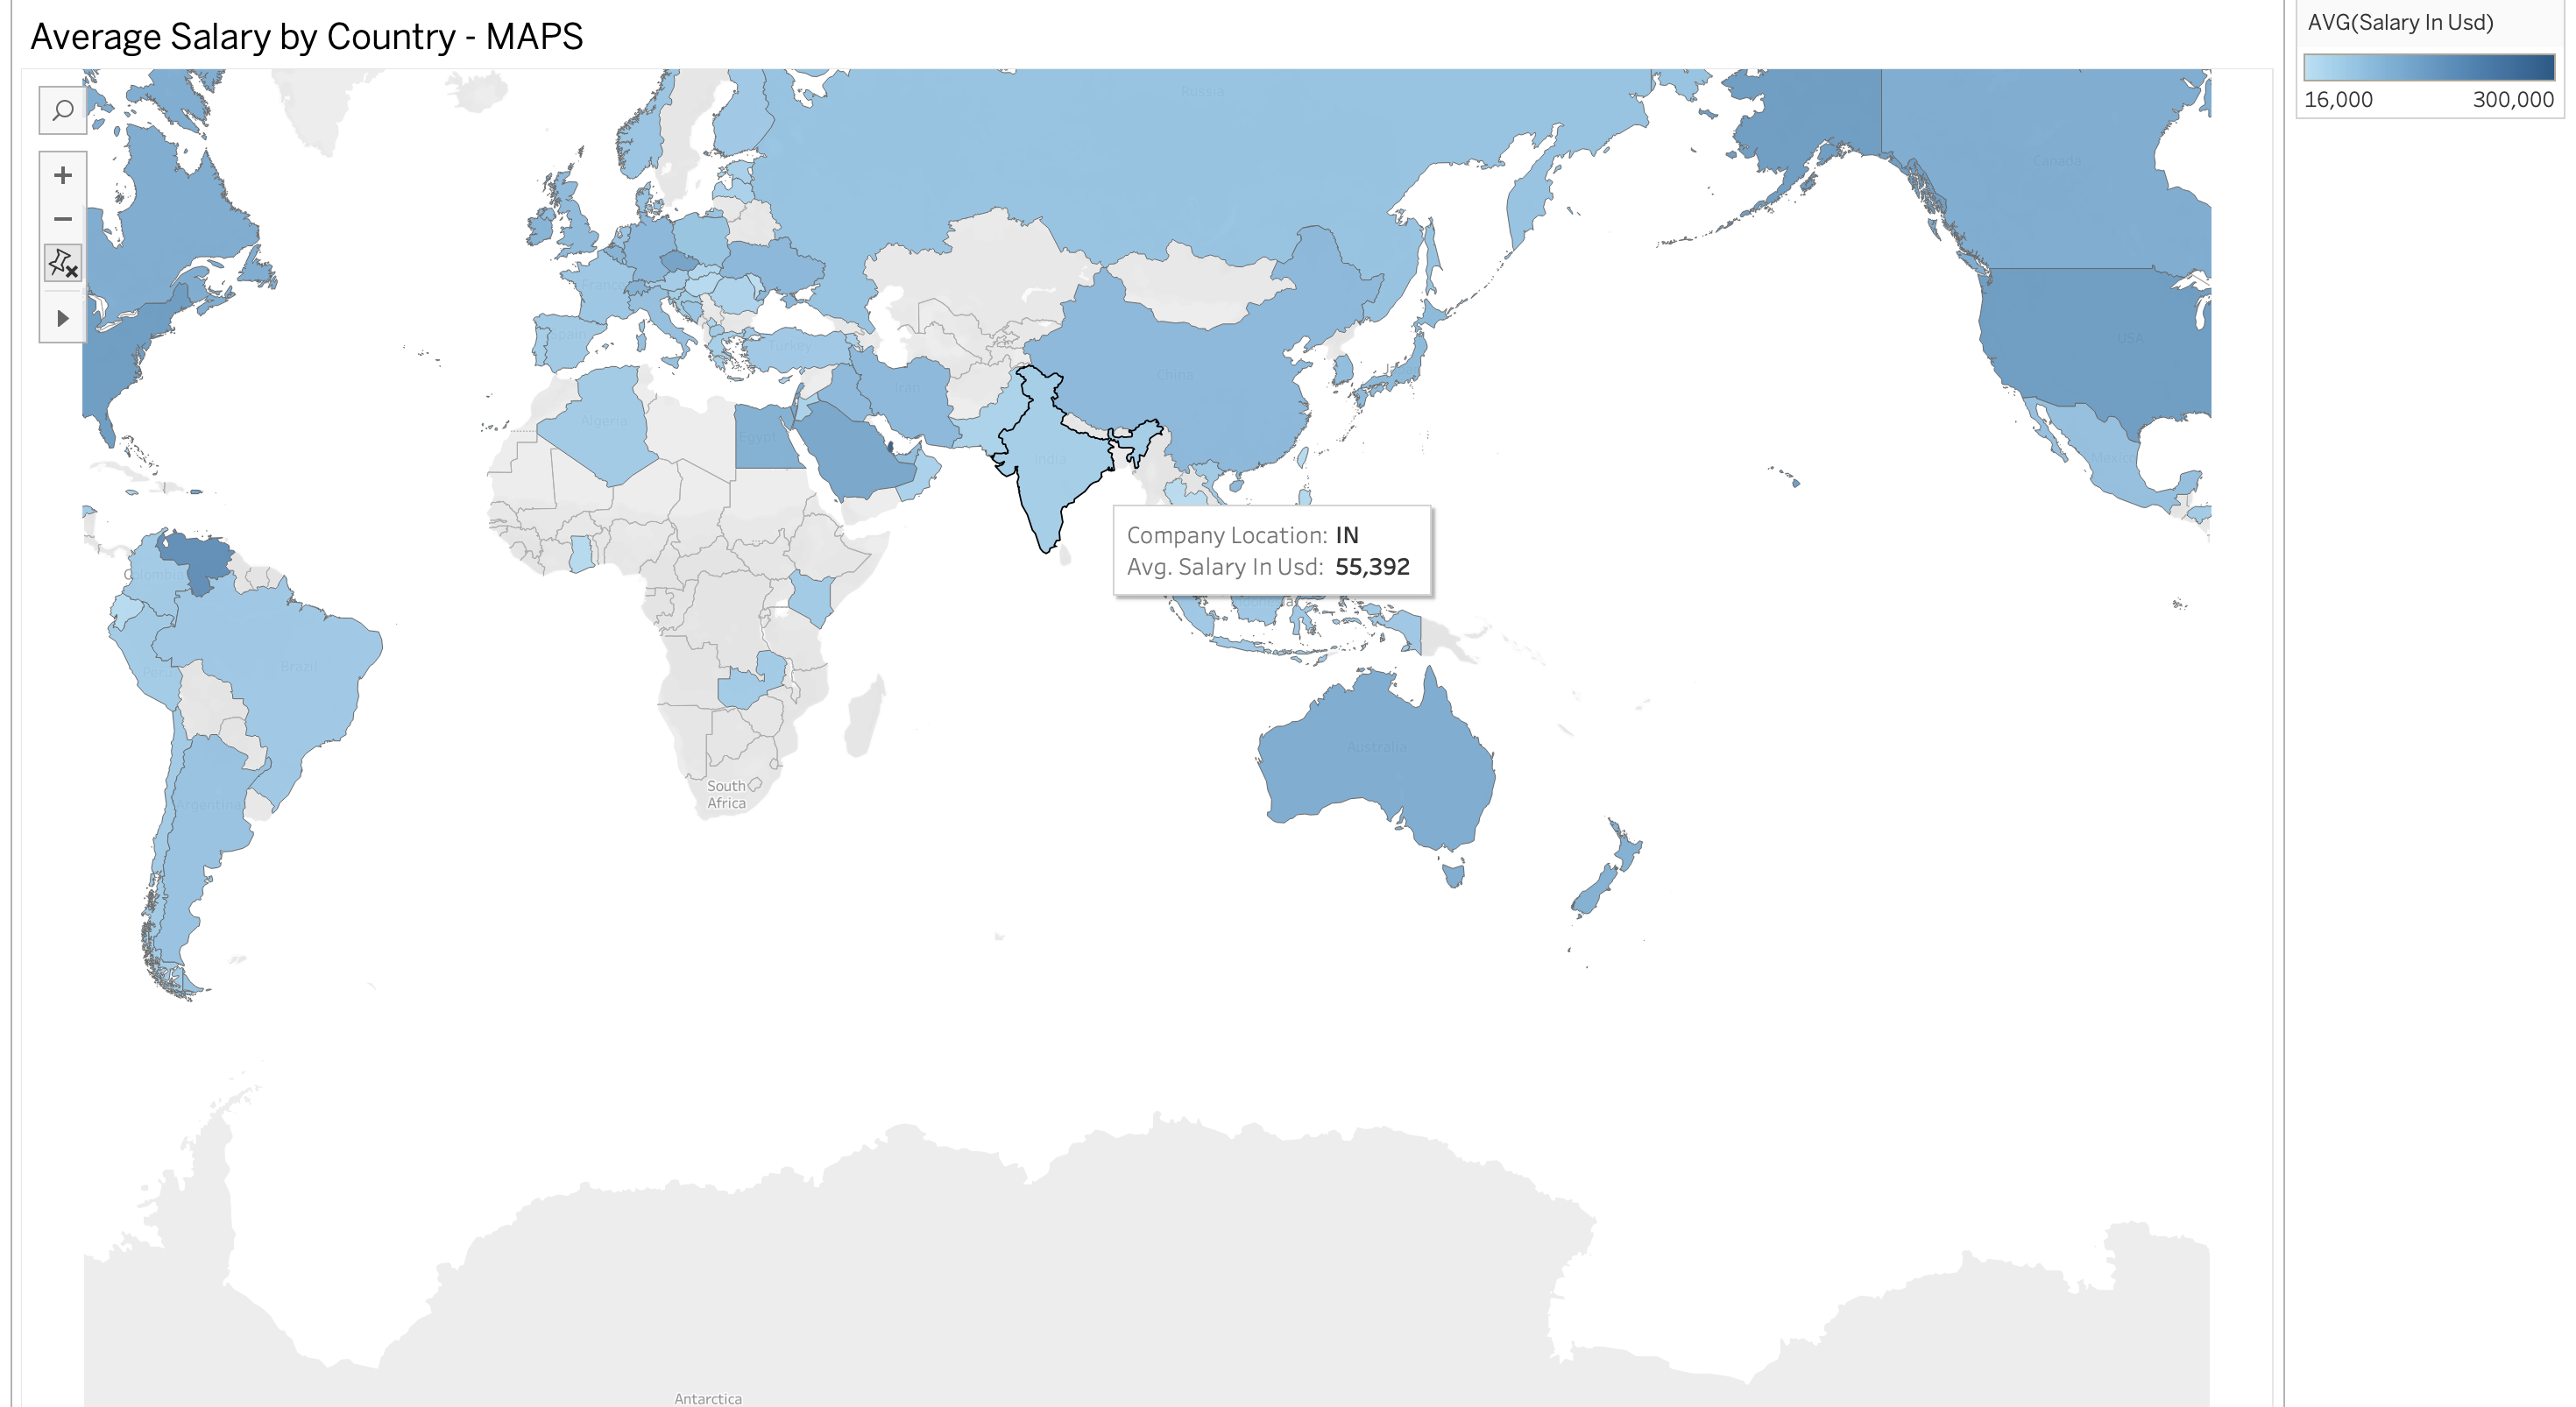 Average Salary by Country - MAPS
AVG(Salary In Usd)
16,000
300,000
Russia
Canada
France
Spain
Turkey
USA
China
Iran
Algeria
Egypt
India
Mexico
Company Location: IN
Avg. Salary In Usd: 55,392
Colombia
Brazil
Peru
Australia
South
Africa
Argentina
Antarctica